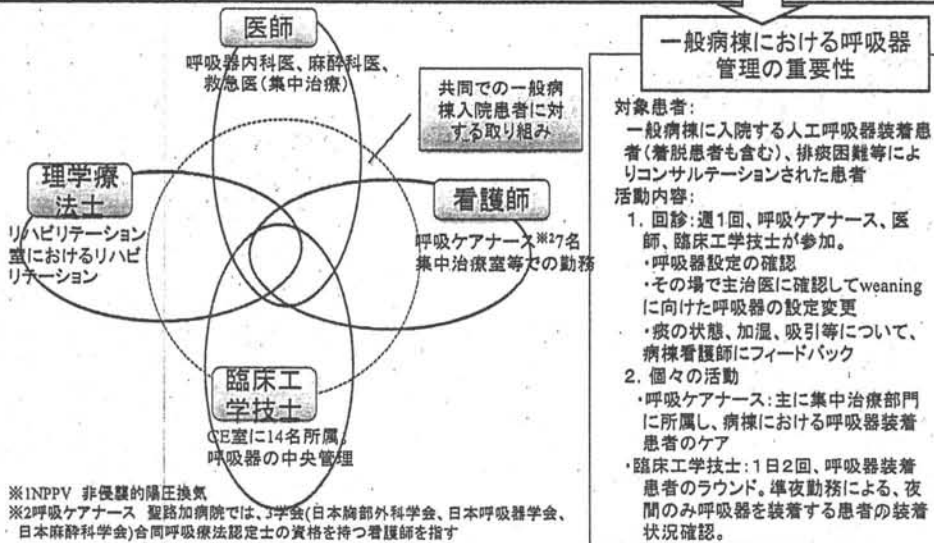 医師
呼吸器内科医、麻酔科医、
救急医(集中治療)
共同での一般病
棟入院患者に対
する取り組み
理学療
法士
リハビリテーション
室におけるリハビ
リテーション
看護師
呼吸ケアナース※27名
集中治療室等での勤務
臨床工
学技士
CE室に14名所属。
呼吸器の中央管理
※1NPPV 非侵襲的陽圧換気
※2呼吸ケアナース 聖路加病院では、3学会(日本胸部外科学会、日本呼吸器学会、
日本麻酔科学会)合同呼吸療法認定士の資格を持つ看護師を指す
一般病棟における呼吸器
管理の重要性
対象患者:
一般病棟に入院する人工呼吸器装着患
者(着脱患者も含む)、排痰困難等によ
りコンサルテーションされた患者
活動内容:
1. 回診:週1回、呼吸ケアナース、医
師、臨床工学技士が参加。
・呼吸器設定の確認
・その場で主治医に確認してweaning
に向けた呼吸器の設定変更
・痰の状態、加湿、吸引等について、
病棟看護師にフィードバック
2. 個々の活動
・呼吸ケアナース:主に集中治療部門
に所属し、病棟における呼吸器装着
患者のケア
・臨床工学技士:1日2回、呼吸器装着
患者のラウンド。準夜勤務による、夜
間のみ呼吸器を装着する患者の装着
状況確認。